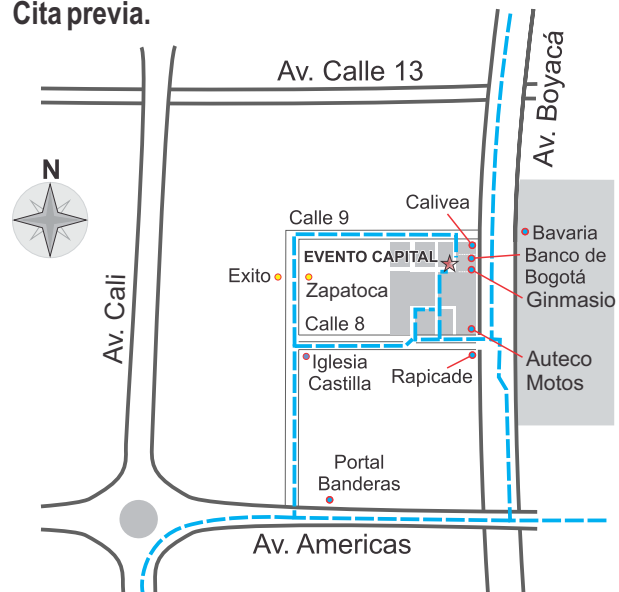 Cita previa.
Av. Calle 13
Av. Boyacá
N
Calivea
Calle 9
Bavaria
EVENTO CAPITAL
Banco de
Bogotá
Exito
Zapatoca
Ginmasio
Av. Cali
Calle 8
Iglesia
Castilla
Rapicade
Auteco
Motos
Portal
Banderas
Av. Americas